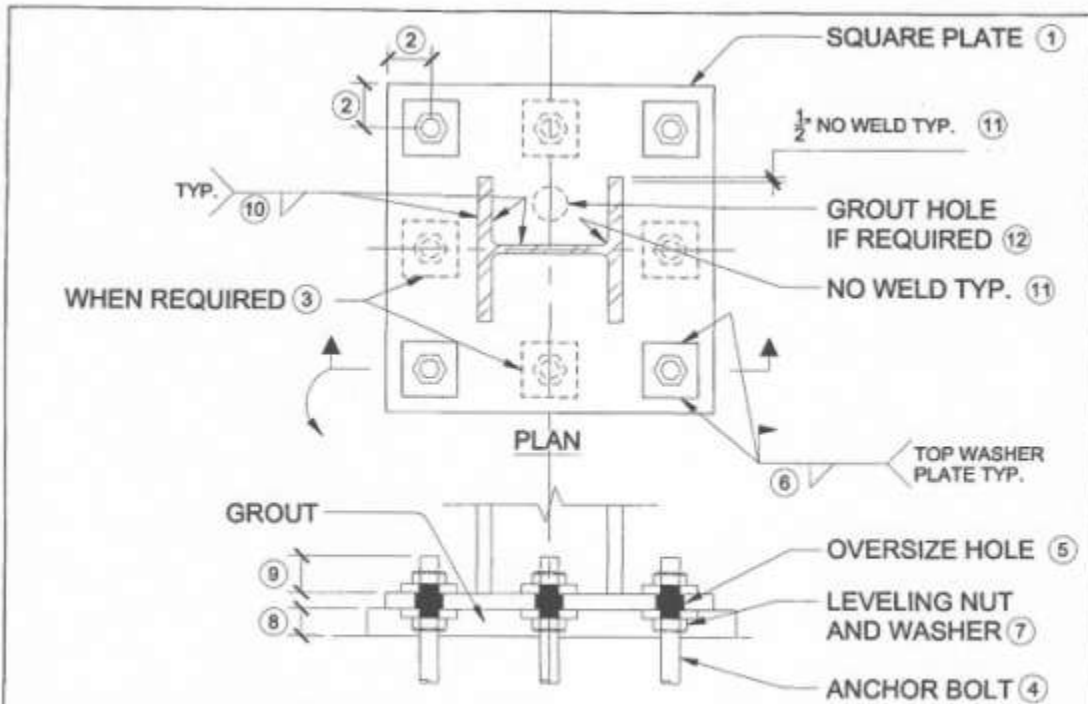 ②
SQUARE PLATE ①
②
1/2" NO WELD TYP. ⑪
TYP.
⑩
GROUT HOLE
IF REQUIRED ⑫
WHEN REQUIRED ③
NO WELD TYP. ⑪
PLAN
⑥
TOP WASHER
PLATE TYP.
GROUT
⑨
OVERSIZE HOLE ⑤
⑧
LEVELING NUT
AND WASHER ⑦
ANCHOR BOLT ④